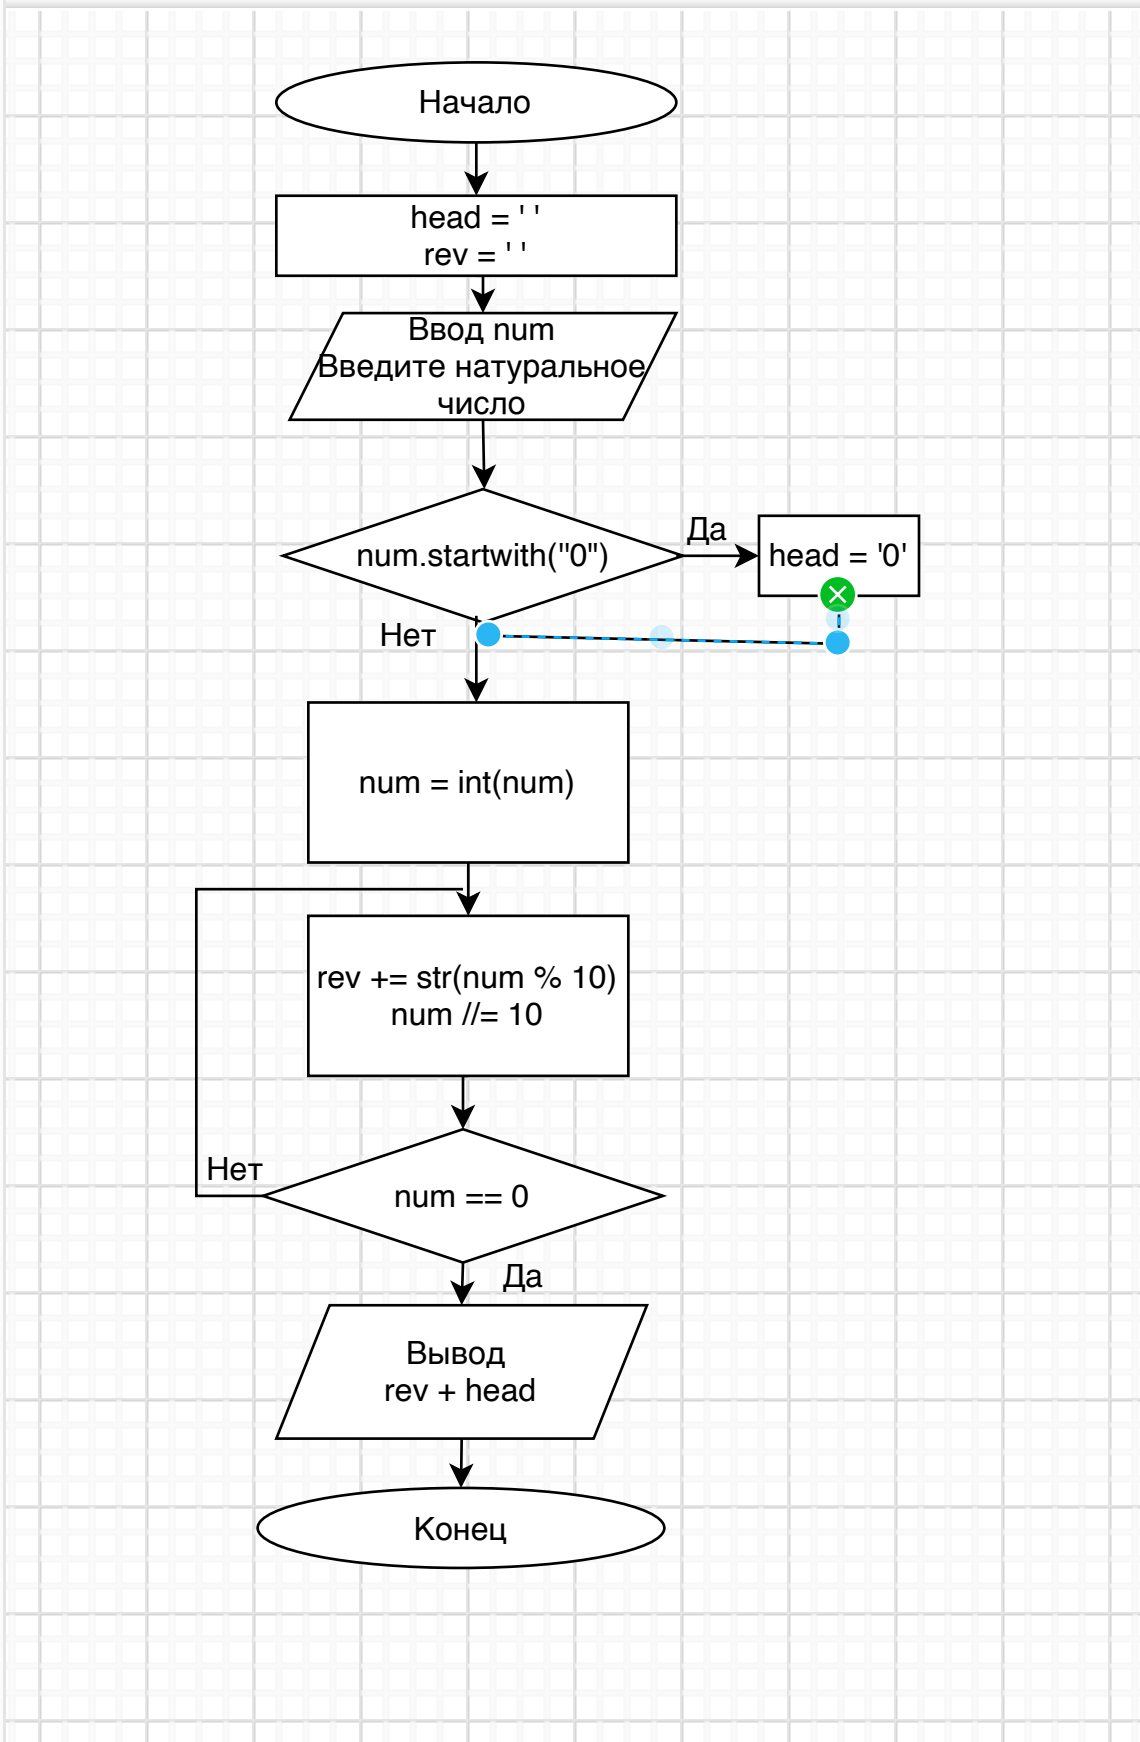 Начало
head = ' '
rev = ' '
Ввод num
Введите натуральное
число
num.startwith("0")
Да
head = '0'
Нет
num = int(num)
rev += str(num % 10)
num //= 10
Нет
num == 0
Да
Вывод
rev + head
Конец